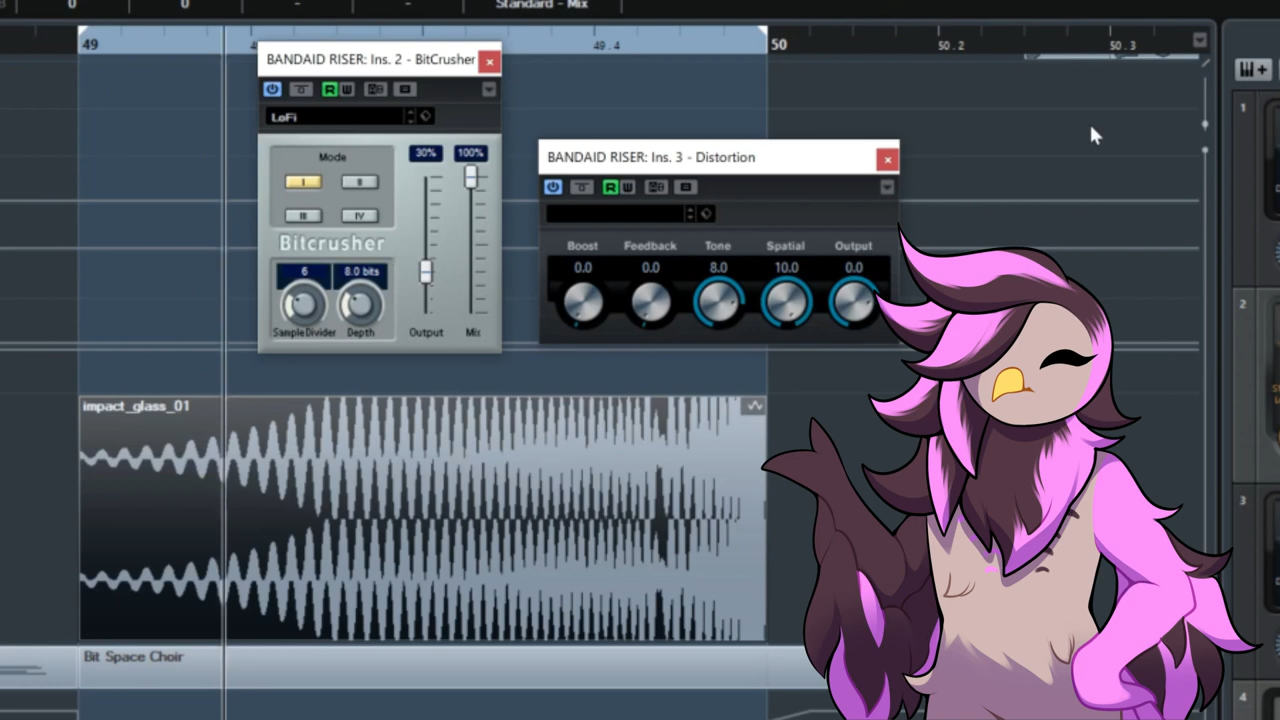 0 0 - - Standard - Mix
49 49.4 50 50.2 50.3
BANDAID RISER: Ins. 2 - BitCrusher
R W
LoFi
Mode
30% 100%
I II
III IV
Bitcrusher
6 8.0 bits
Sample Divider Depth Output Mix
BANDAID RISER: Ins. 3 - Distortion
R W
Boost Feedback Tone Spatial Output
0.0 0.0 8.0 10.0 0.0
impact_glass_01
Bit Space Choir
1
2
3
4